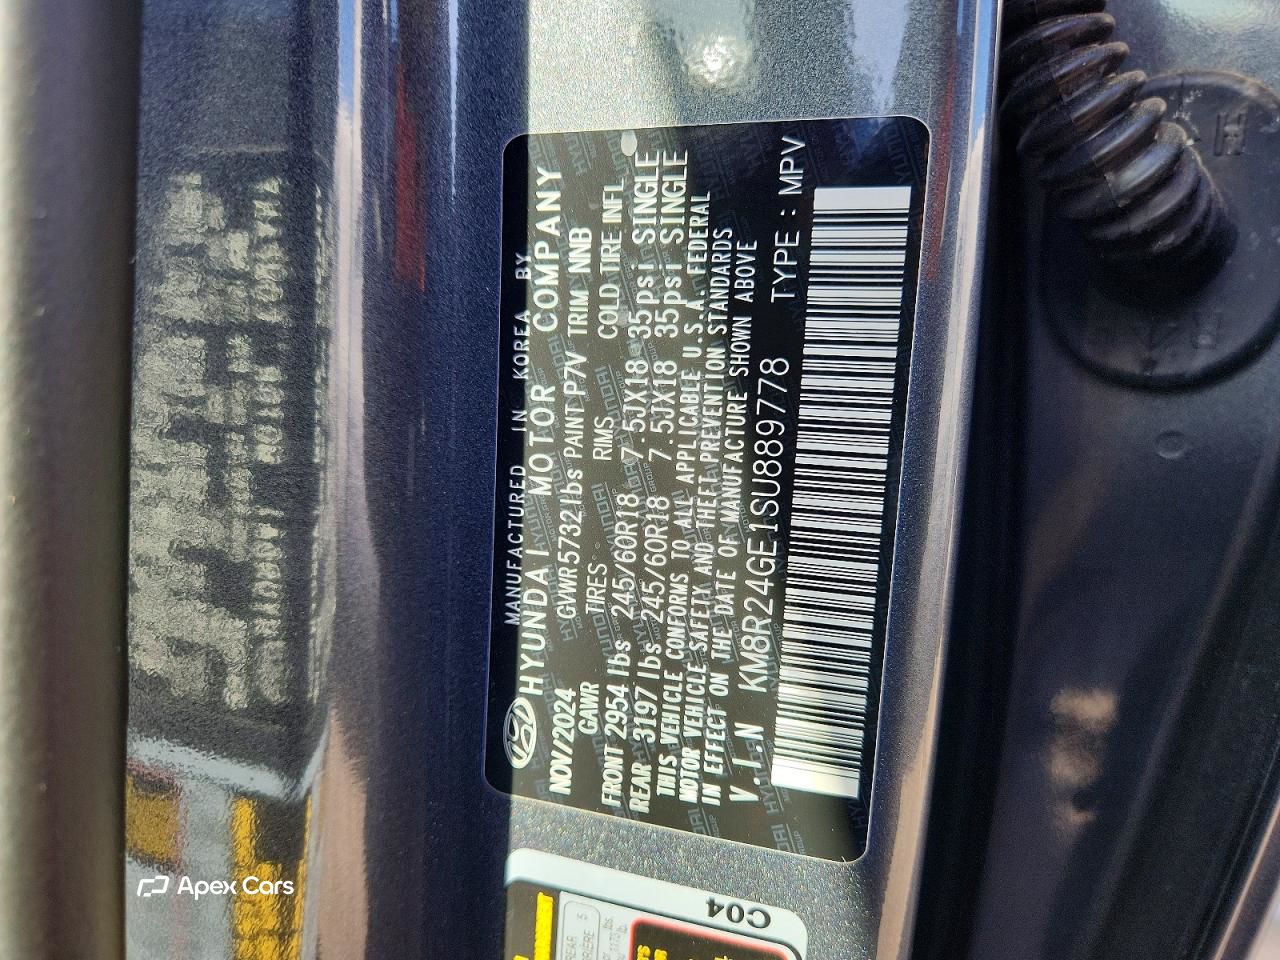 MANUFACTURED IN KOREA BY
HYUNDAI MOTOR COMPANY
NOV/2024 GVWR 5732 lbs PAINT P7V TRIM NNB
GAWR TIRES RIMS COLD TIRE INFL
FRONT 2954 lbs 245/60R18 7.5JX18 35psi SINGLE
REAR 3197 lbs 245/60R18 7.5JX18 35psi SINGLE
THIS VEHICLE CONFORMS TO ALL APPLICABLE U.S.A. FEDERAL
MOTOR VEHICLE SAFETY AND THEFT PREVENTION STANDARDS
IN EFFECT ON THE DATE OF MANUFACTURE SHOWN ABOVE
V.I.N KM8R24GE1SU889778 TYPE : MPV
C04
Apex Cars